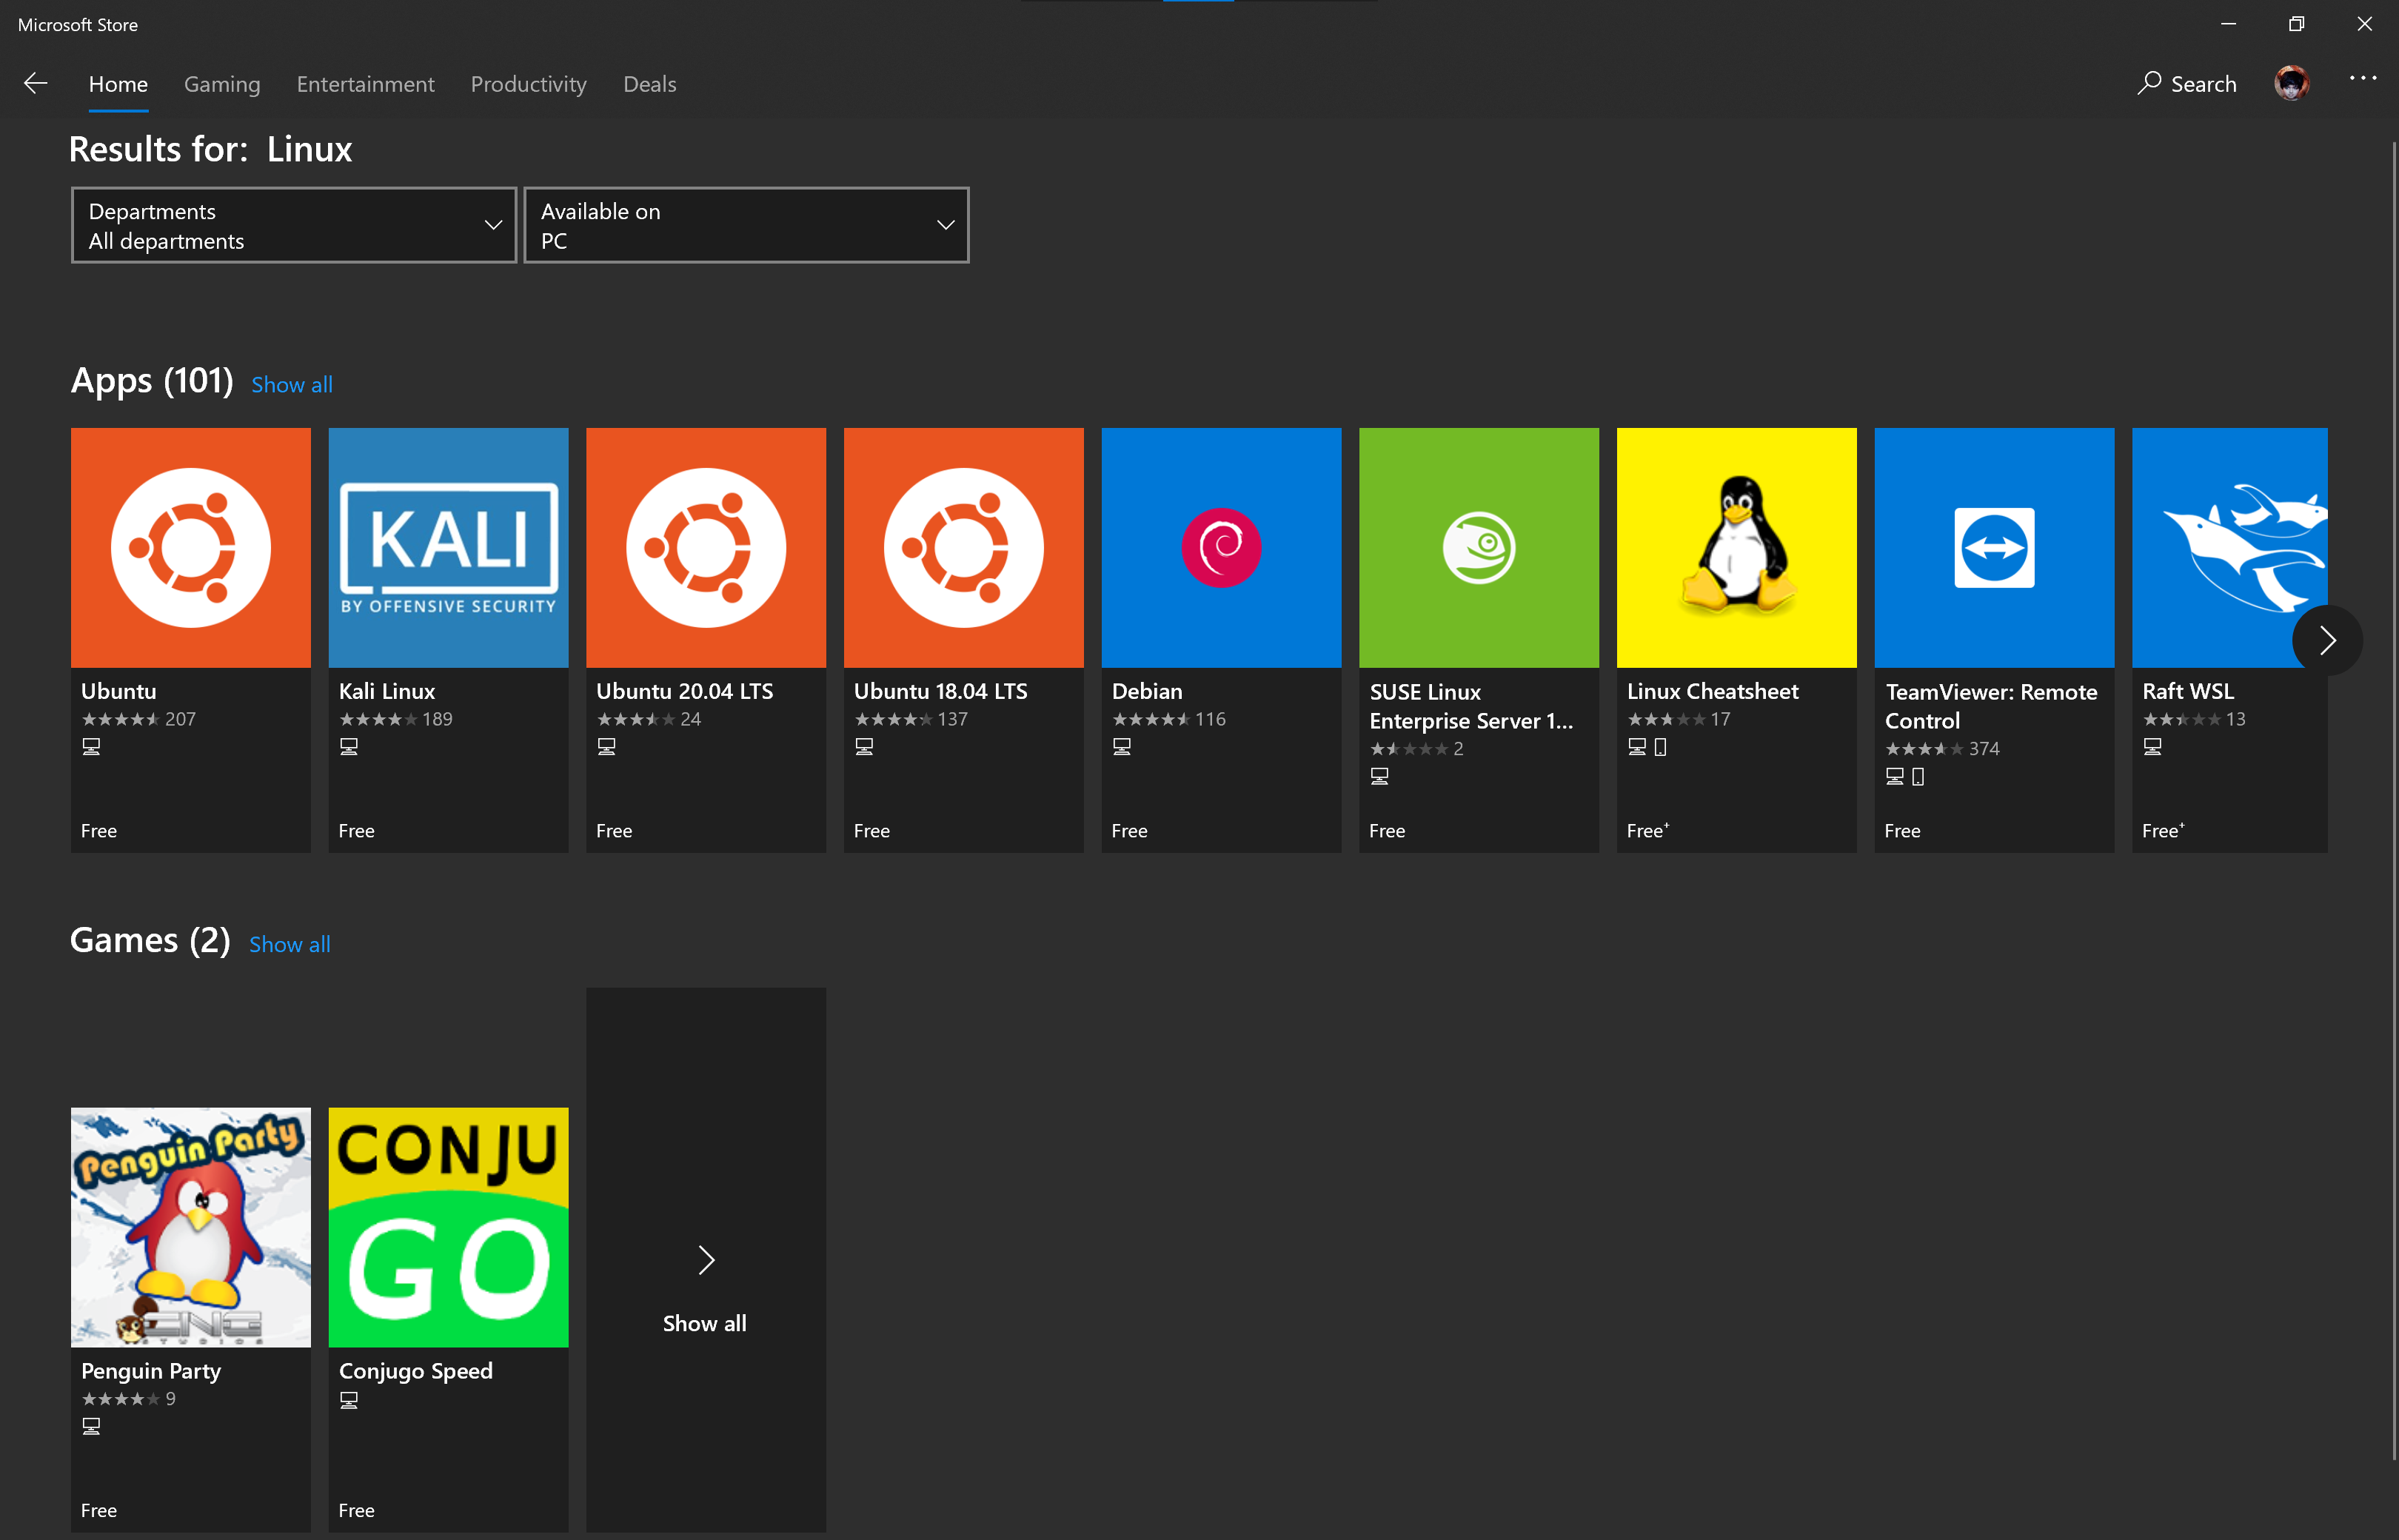 Microsoft Store
Home Gaming Entertainment Productivity Deals Search
Results for: Linux
Departments
All departments
Available on
PC
Apps (101) Show all
KALI
BY OFFENSIVE SECURITY
Ubuntu
207
Free
Kali Linux
189
Free
Ubuntu 20.04 LTS
24
Free
Ubuntu 18.04 LTS
137
Free
Debian
116
Free
SUSE Linux
Enterprise Server 1...
2
Free
Linux Cheatsheet
17
Free+
TeamViewer: Remote
Control
374
Free
Raft WSL
13
Free+
Games (2) Show all
Penguin Party
STUDIOS
Penguin Party
9
Free
CONJU
GO
Conjugo Speed
Free
Show all